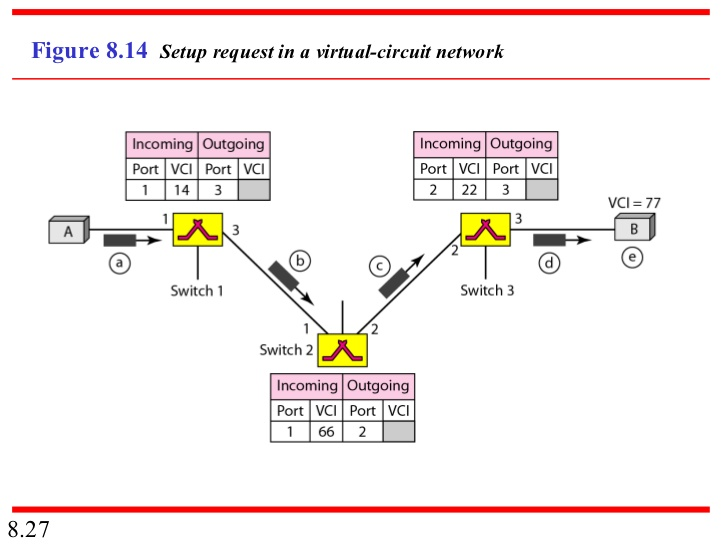 Figure 8.14 Setup request in a virtual-circuit network
Incoming Outgoing
Port VCI Port VCI
1 14 3
Incoming Outgoing
Port VCI Port VCI
2 22 3
VCI = 77
A
1
3
a
Switch 1
b
c
2
3
Switch 3
d
B
e
1
2
Switch 2
Incoming Outgoing
Port VCI Port VCI
1 66 2
8.27